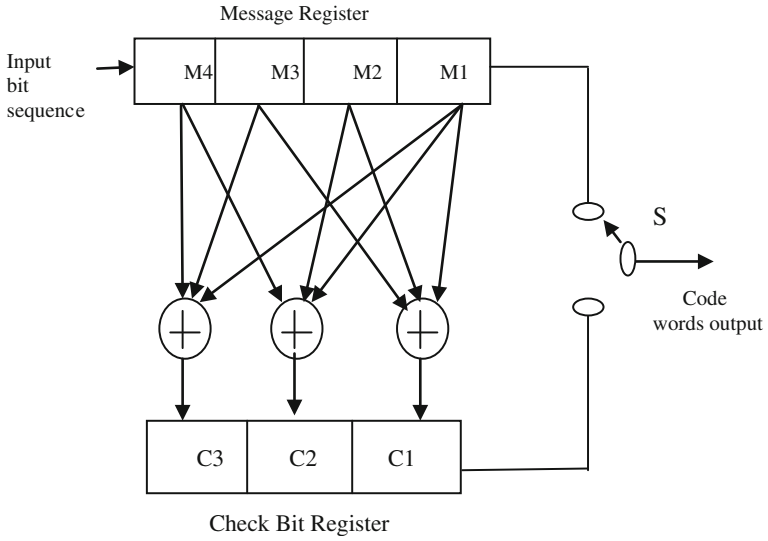 Message Register
Input
bit
sequence
M4 M3 M2 M1
S
Code
words output
C3 C2 C1
Check Bit Register